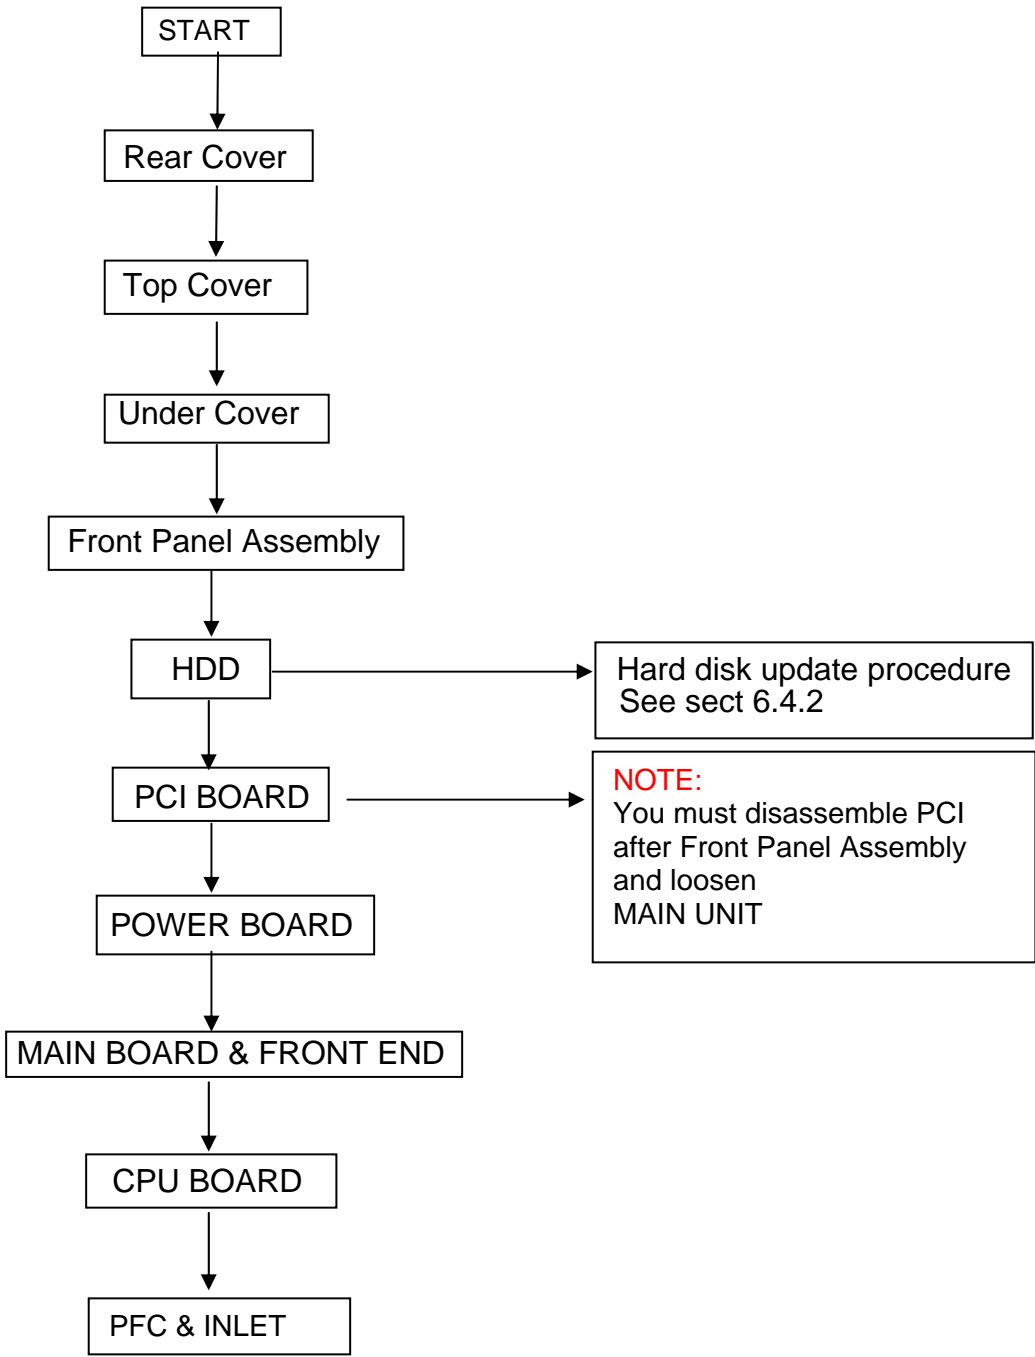 START
Rear Cover
Top Cover
Under Cover
Front Panel Assembly
HDD
Hard disk update procedure
See sect 6.4.2
PCI BOARD
NOTE:
You must disassemble PCI
after Front Panel Assembly
and loosen
MAIN UNIT
POWER BOARD
MAIN BOARD & FRONT END
CPU BOARD
PFC & INLET